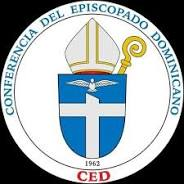 CONFERENCIA DEL EPISCOPADO DOMINICANO
1962
CED